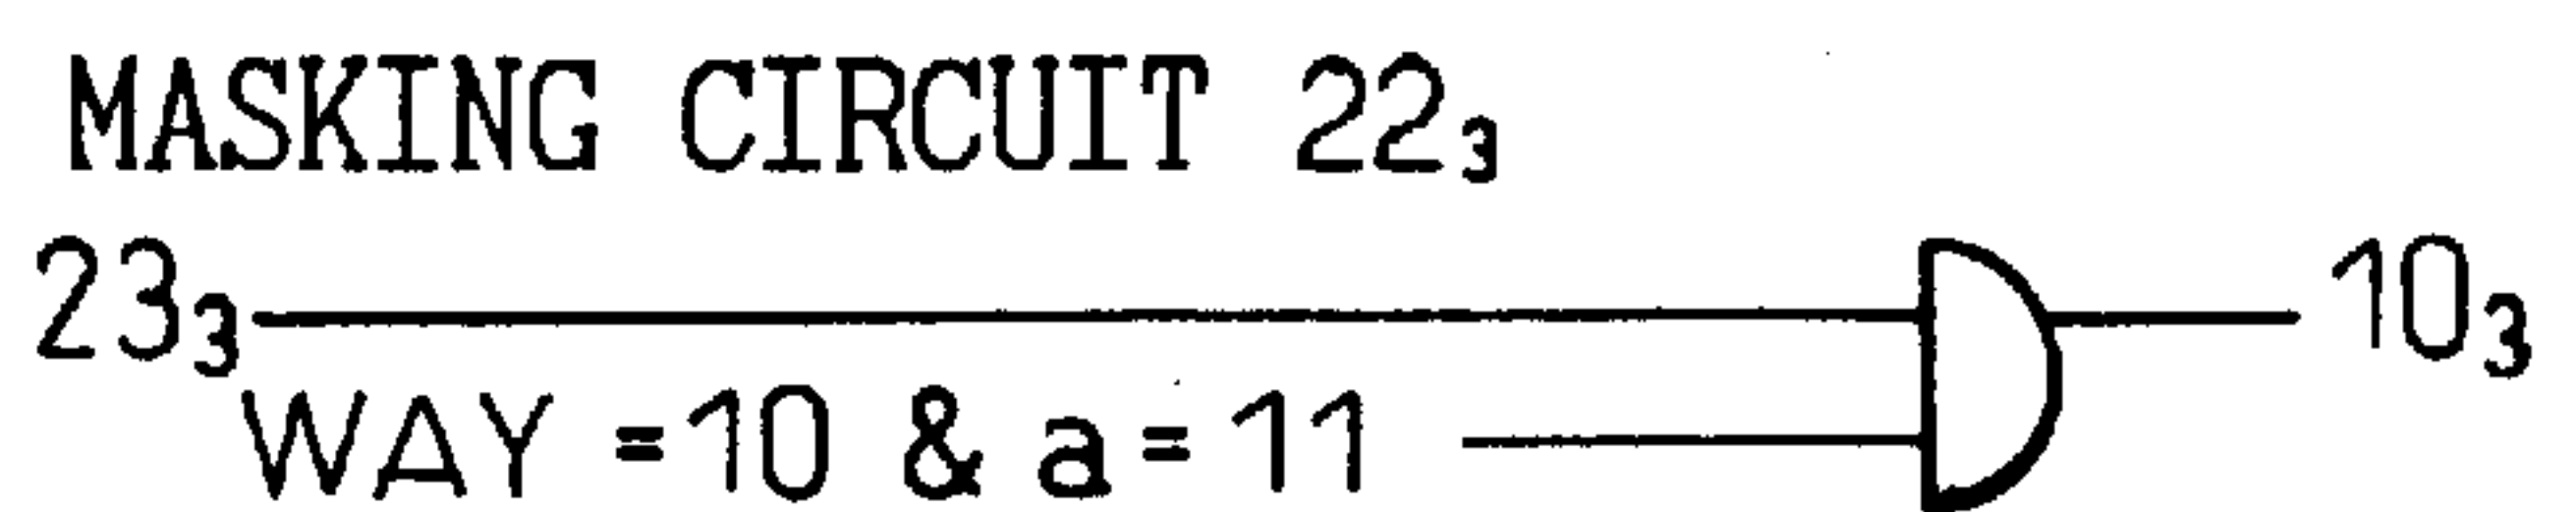 MASKING CIRCUIT 22₃
23₃ 10₃
WAY = 10 & a = 11